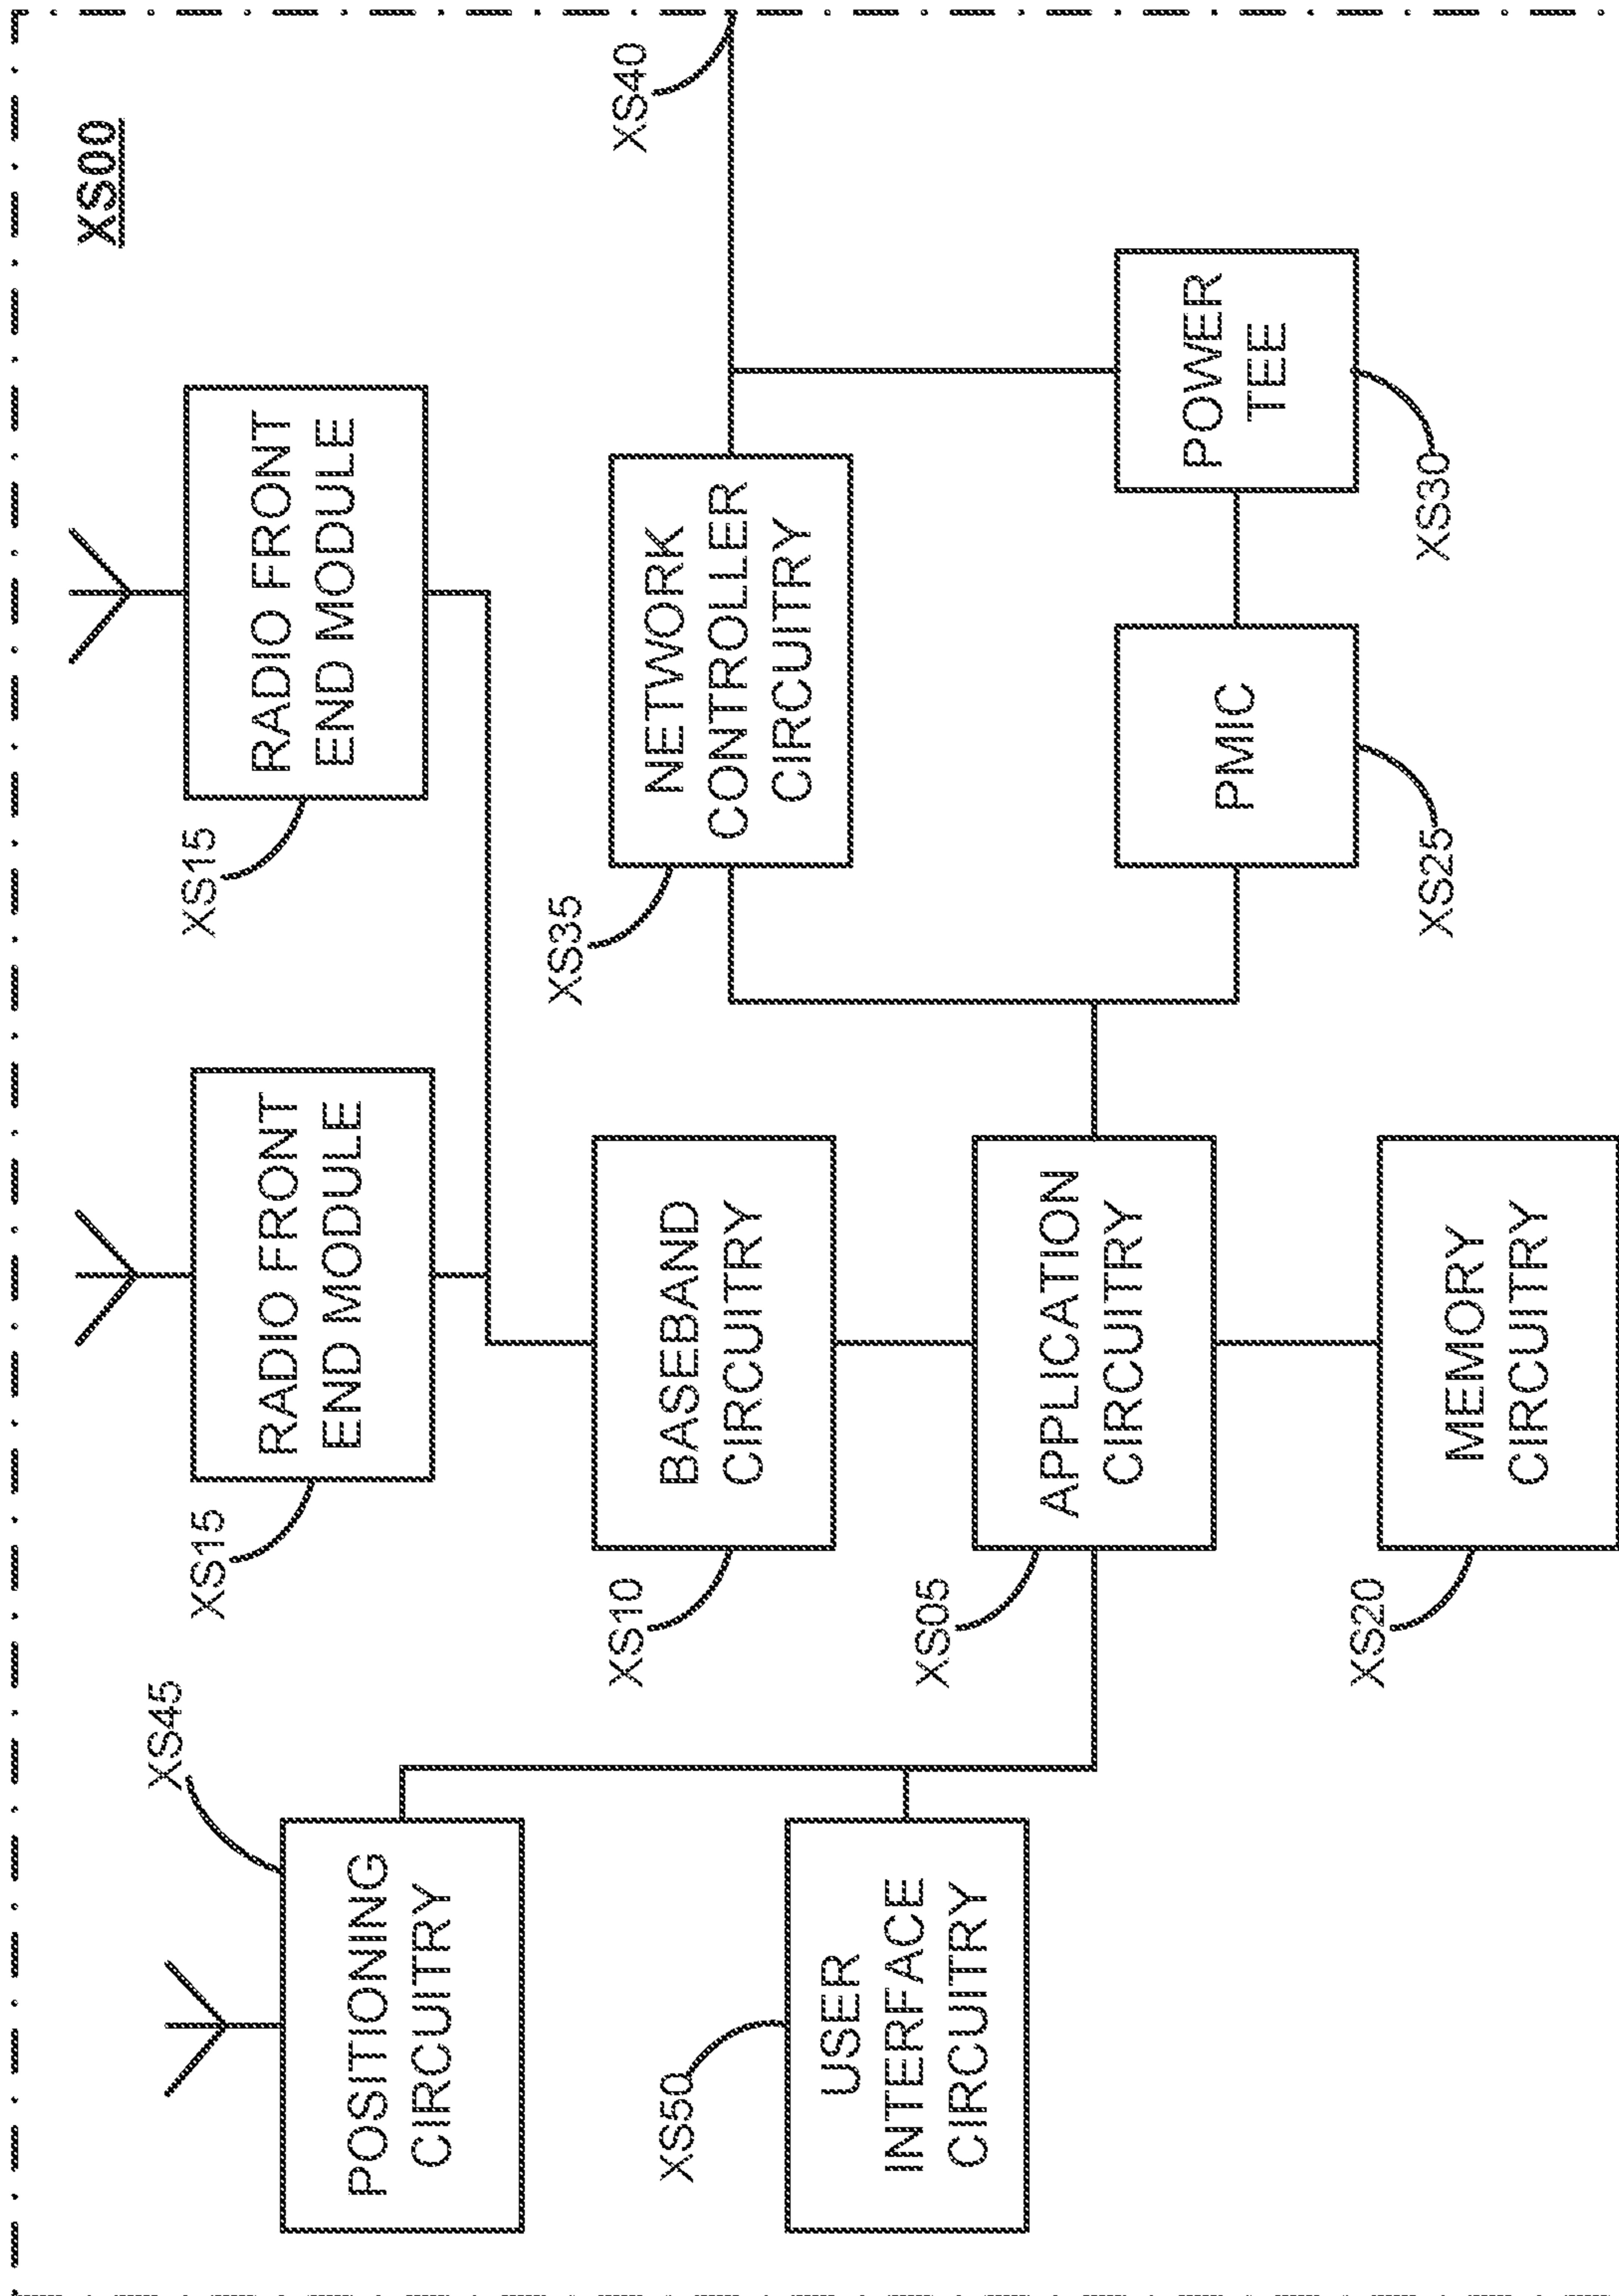 XS00
XS45
XS15
XS15
XS40
POSITIONING
CIRCUITRY
RADIO FRONT
END MODULE
RADIO FRONT
END MODULE
XS50
XS10
XS35
USER
INTERFACE
CIRCUITRY
BASEBAND
CIRCUITRY
NETWORK
CONTROLLER
CIRCUITRY
XS05
APPLICATION
CIRCUITRY
PMIC
POWER
TEE
XS20
XS25
XS30
MEMORY
CIRCUITRY